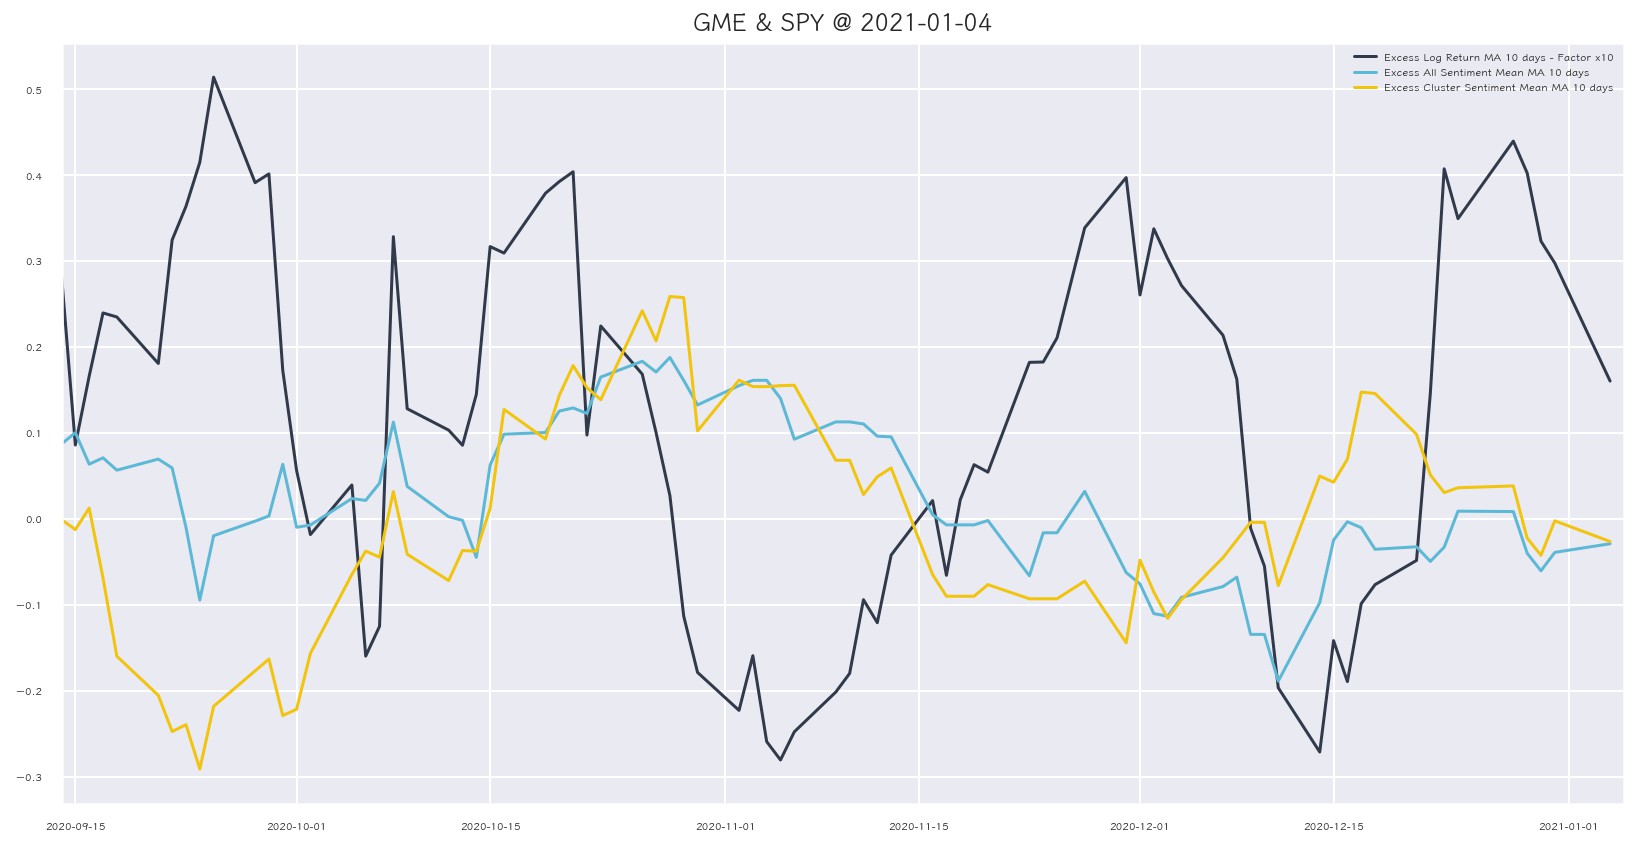 GME & SPY @ 2021-01-04
Excess Log Return MA 10 days - Factor x10
Excess All Sentiment Mean MA 10 days
Excess Cluster Sentiment Mean MA 10 days
0.5
0.4
0.3
0.2
0.1
0.0
−0.1
−0.2
−0.3
2020-09-15 2020-10-01 2020-10-15 2020-11-01 2020-11-15 2020-12-01 2020-12-15 2021-01-01